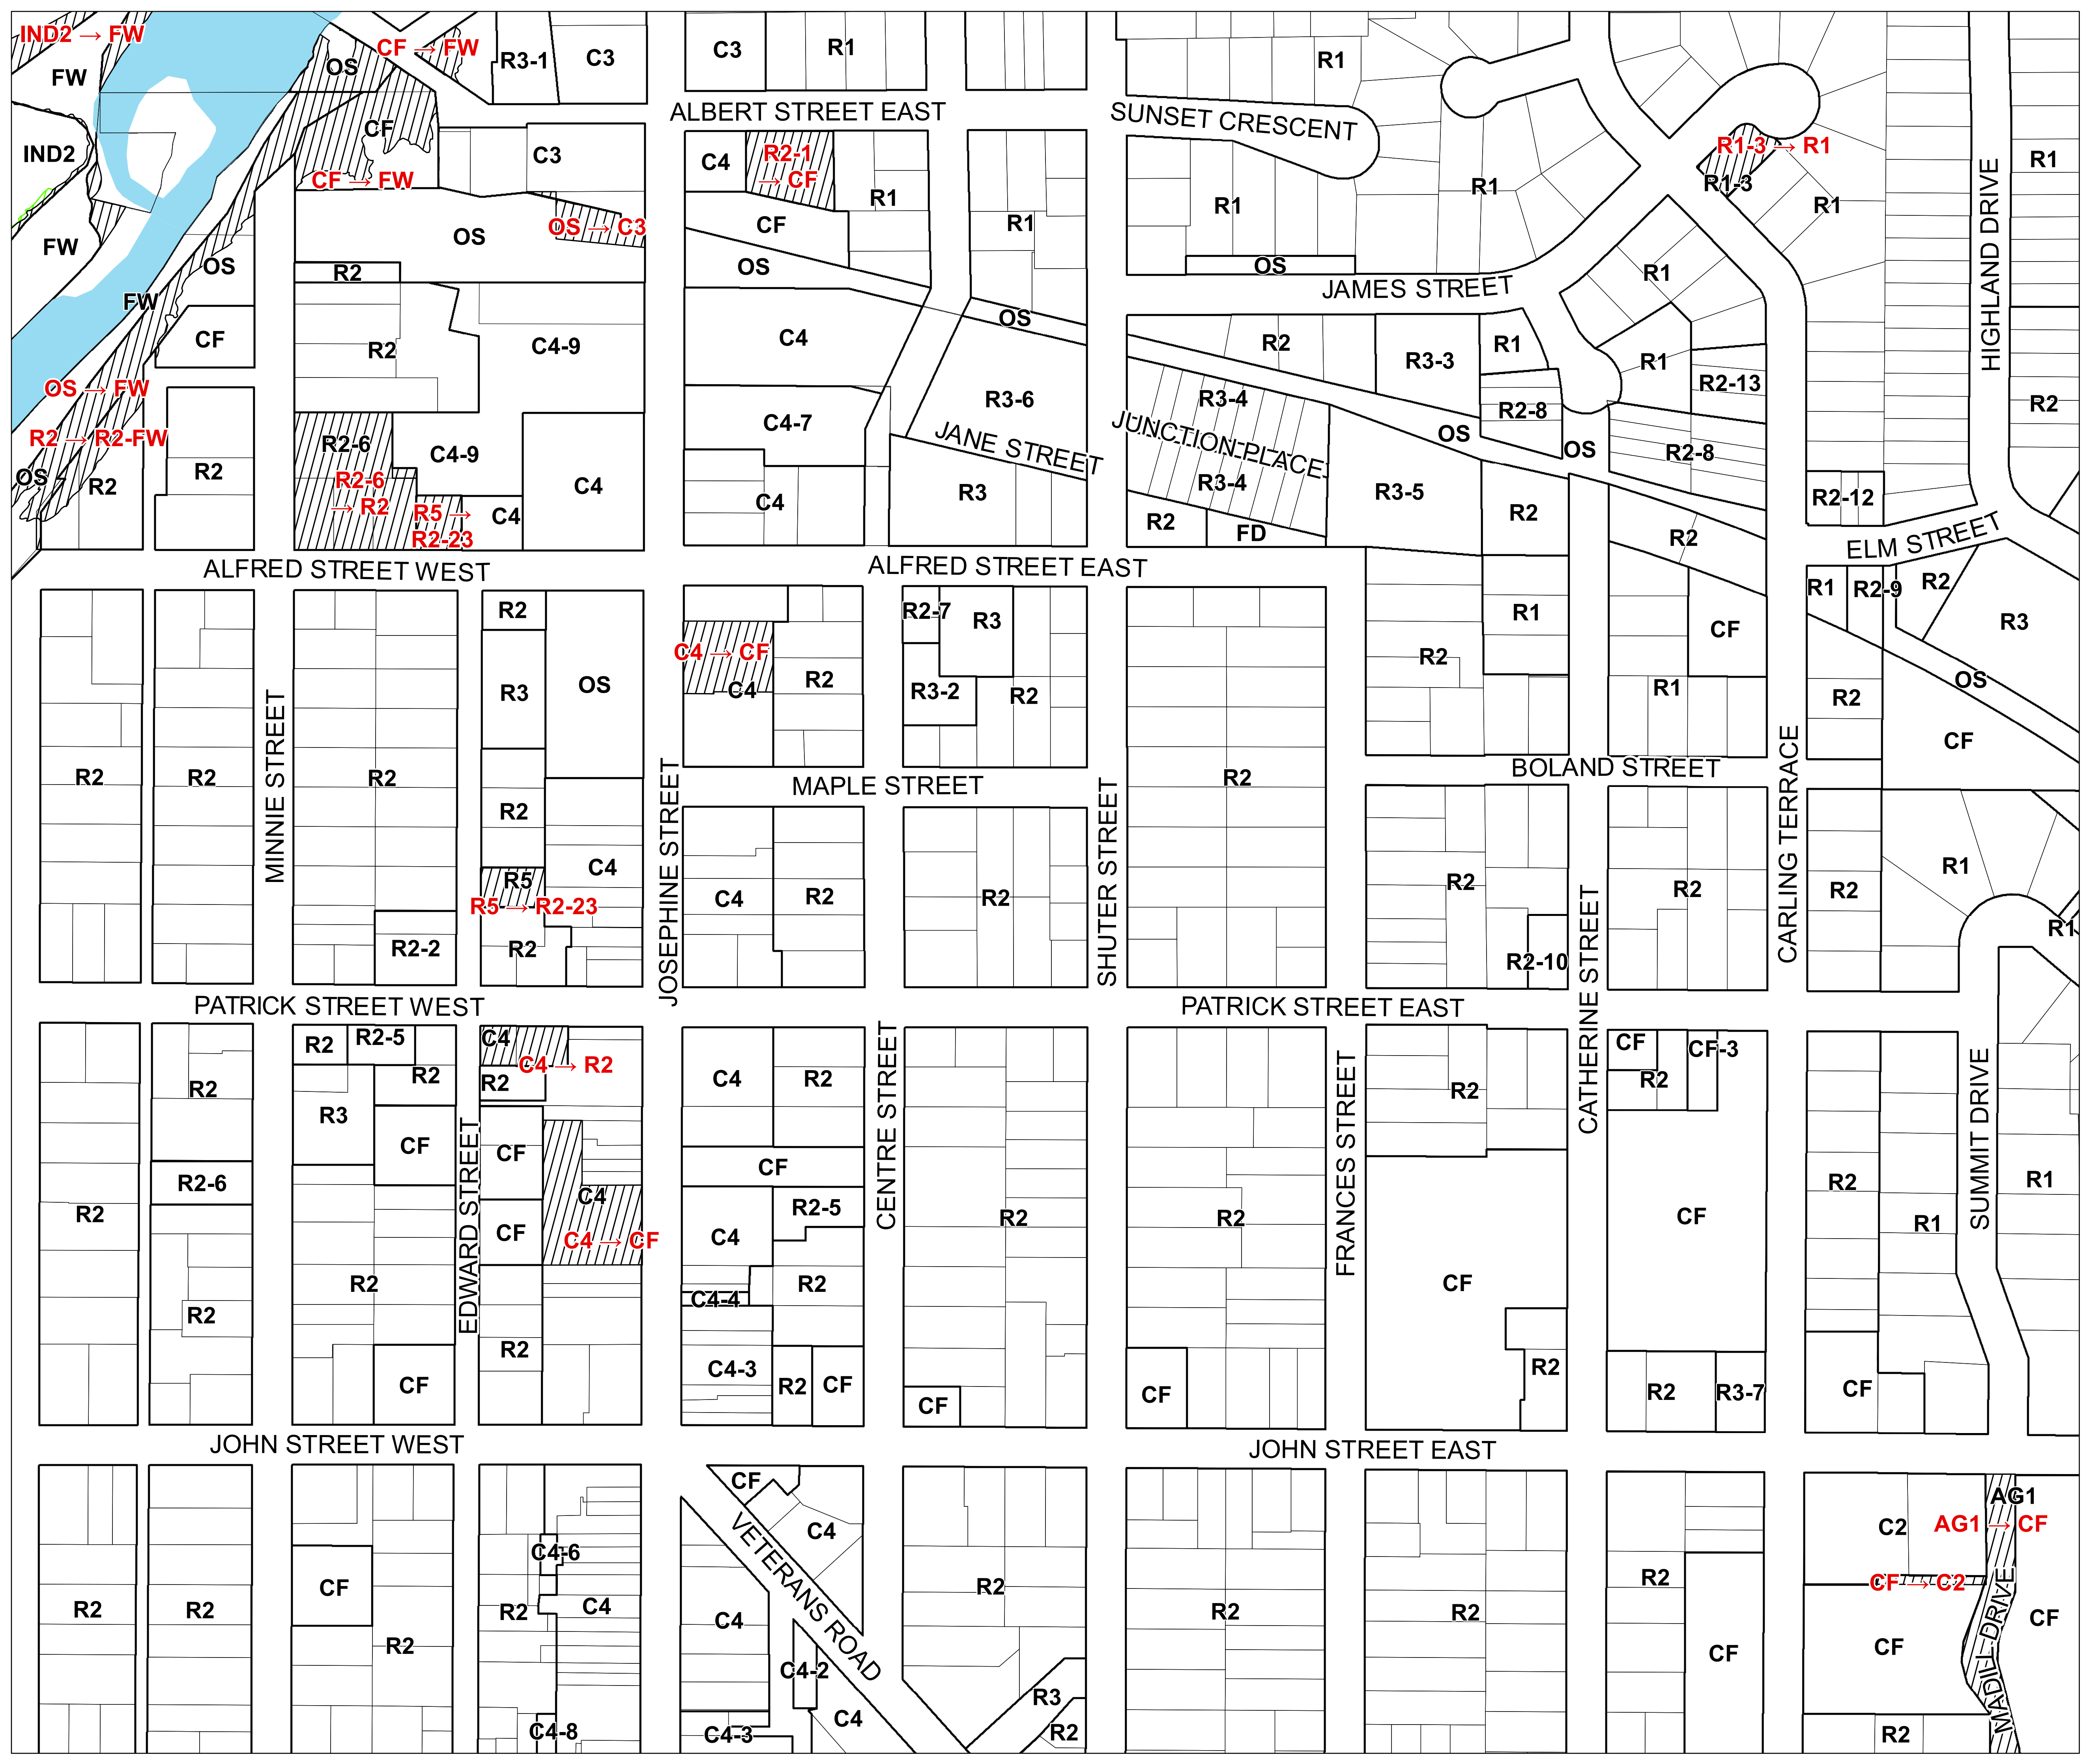 IND2 → FW
CF → FW
OS
R3-1
C3
C3
R1
R1
FW
ALBERT STREET EAST
SUNSET CRESCENT
CF
IND2
C3
C4
R2-1
→ CF
R1-3 → R1
R1
CF → FW
R1
R1
R1-3
R1
HIGHLAND DRIVE
FW
OS
OS → C3
CF
R1
R1
OS
R2
OS
OS
R1
JAMES STREET
FW
OS
CF
R2
C4-9
C4
R2
R3-3
R1
R1
R2-13
OS → FW
R3-6
R3-4
R2-8
R2
R2 → R2-FW
R2-6
C4-9
C4-7
JANE STREET
JUNCTION PLACE
OS
OS
R2-8
OS
R2
R2
R2-6
→ R2
C4
R3
R3-4
R3-5
R2-12
R5 →
R2-23
C4
C4
R2
FD
R2
R2
ELM STREET
ALFRED STREET WEST
ALFRED STREET EAST
R2
R2-7
R3
R1
CF
R1
R2-9
R2
R3
C4 → CF
R2
R3
OS
C4
R2
R3-2
R2
R1
R2
OS
CF
R2
R2
MINNIE STREET
R2
R2
JOSEPHINE STREET
MAPLE STREET
SHUTER STREET
R2
BOLAND STREET
CARLING TERRACE
R5
C4
R5 → R2-23
C4
R2
R2
R2
R2
R2
R1
R1
R2-2
R2
R2-10
CATHERINE STREET
PATRICK STREET WEST
PATRICK STREET EAST
R2
R2-5
C4
C4 → R2
C4
R2
CENTRE STREET
FRANCES STREET
R2
CF
CF-3
R2
SUMMIT DRIVE
R2
R2
R2
R3
CF
EDWARD STREET
CF
CF
R2-6
C4
R2-5
R2
R2
R1
R2
CF
C4 → CF
C4
R2
R2
CF
R1
R2
R2
C4-4
R2
CF
R2
C4-3
R2
CF
CF
CF
R2
R2
R3-7
CF
CF
JOHN STREET WEST
JOHN STREET EAST
CF
C4
VETERANS ROAD
AG1
C2
AG1 → CF
C4-6
CF → C2
CF
R2
R2
R2
R2
R2
R2
C4
C4
R2
R2
MADILL DRIVE
CF
CF
CF
C4-2
R3
C4-8
C4-3
C4
R2
R2